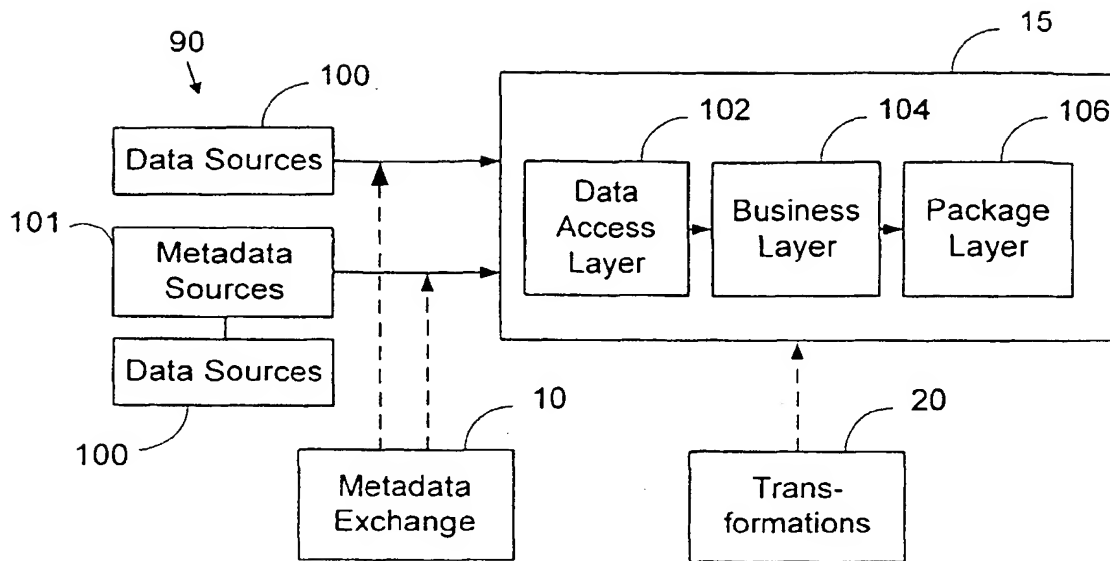 90
100
15
Data Sources
102
104
106
Data
Access
Layer
Business
Layer
Package
Layer
101
Metadata
Sources
Data Sources
100
10
20
Metadata
Exchange
Trans-
formations